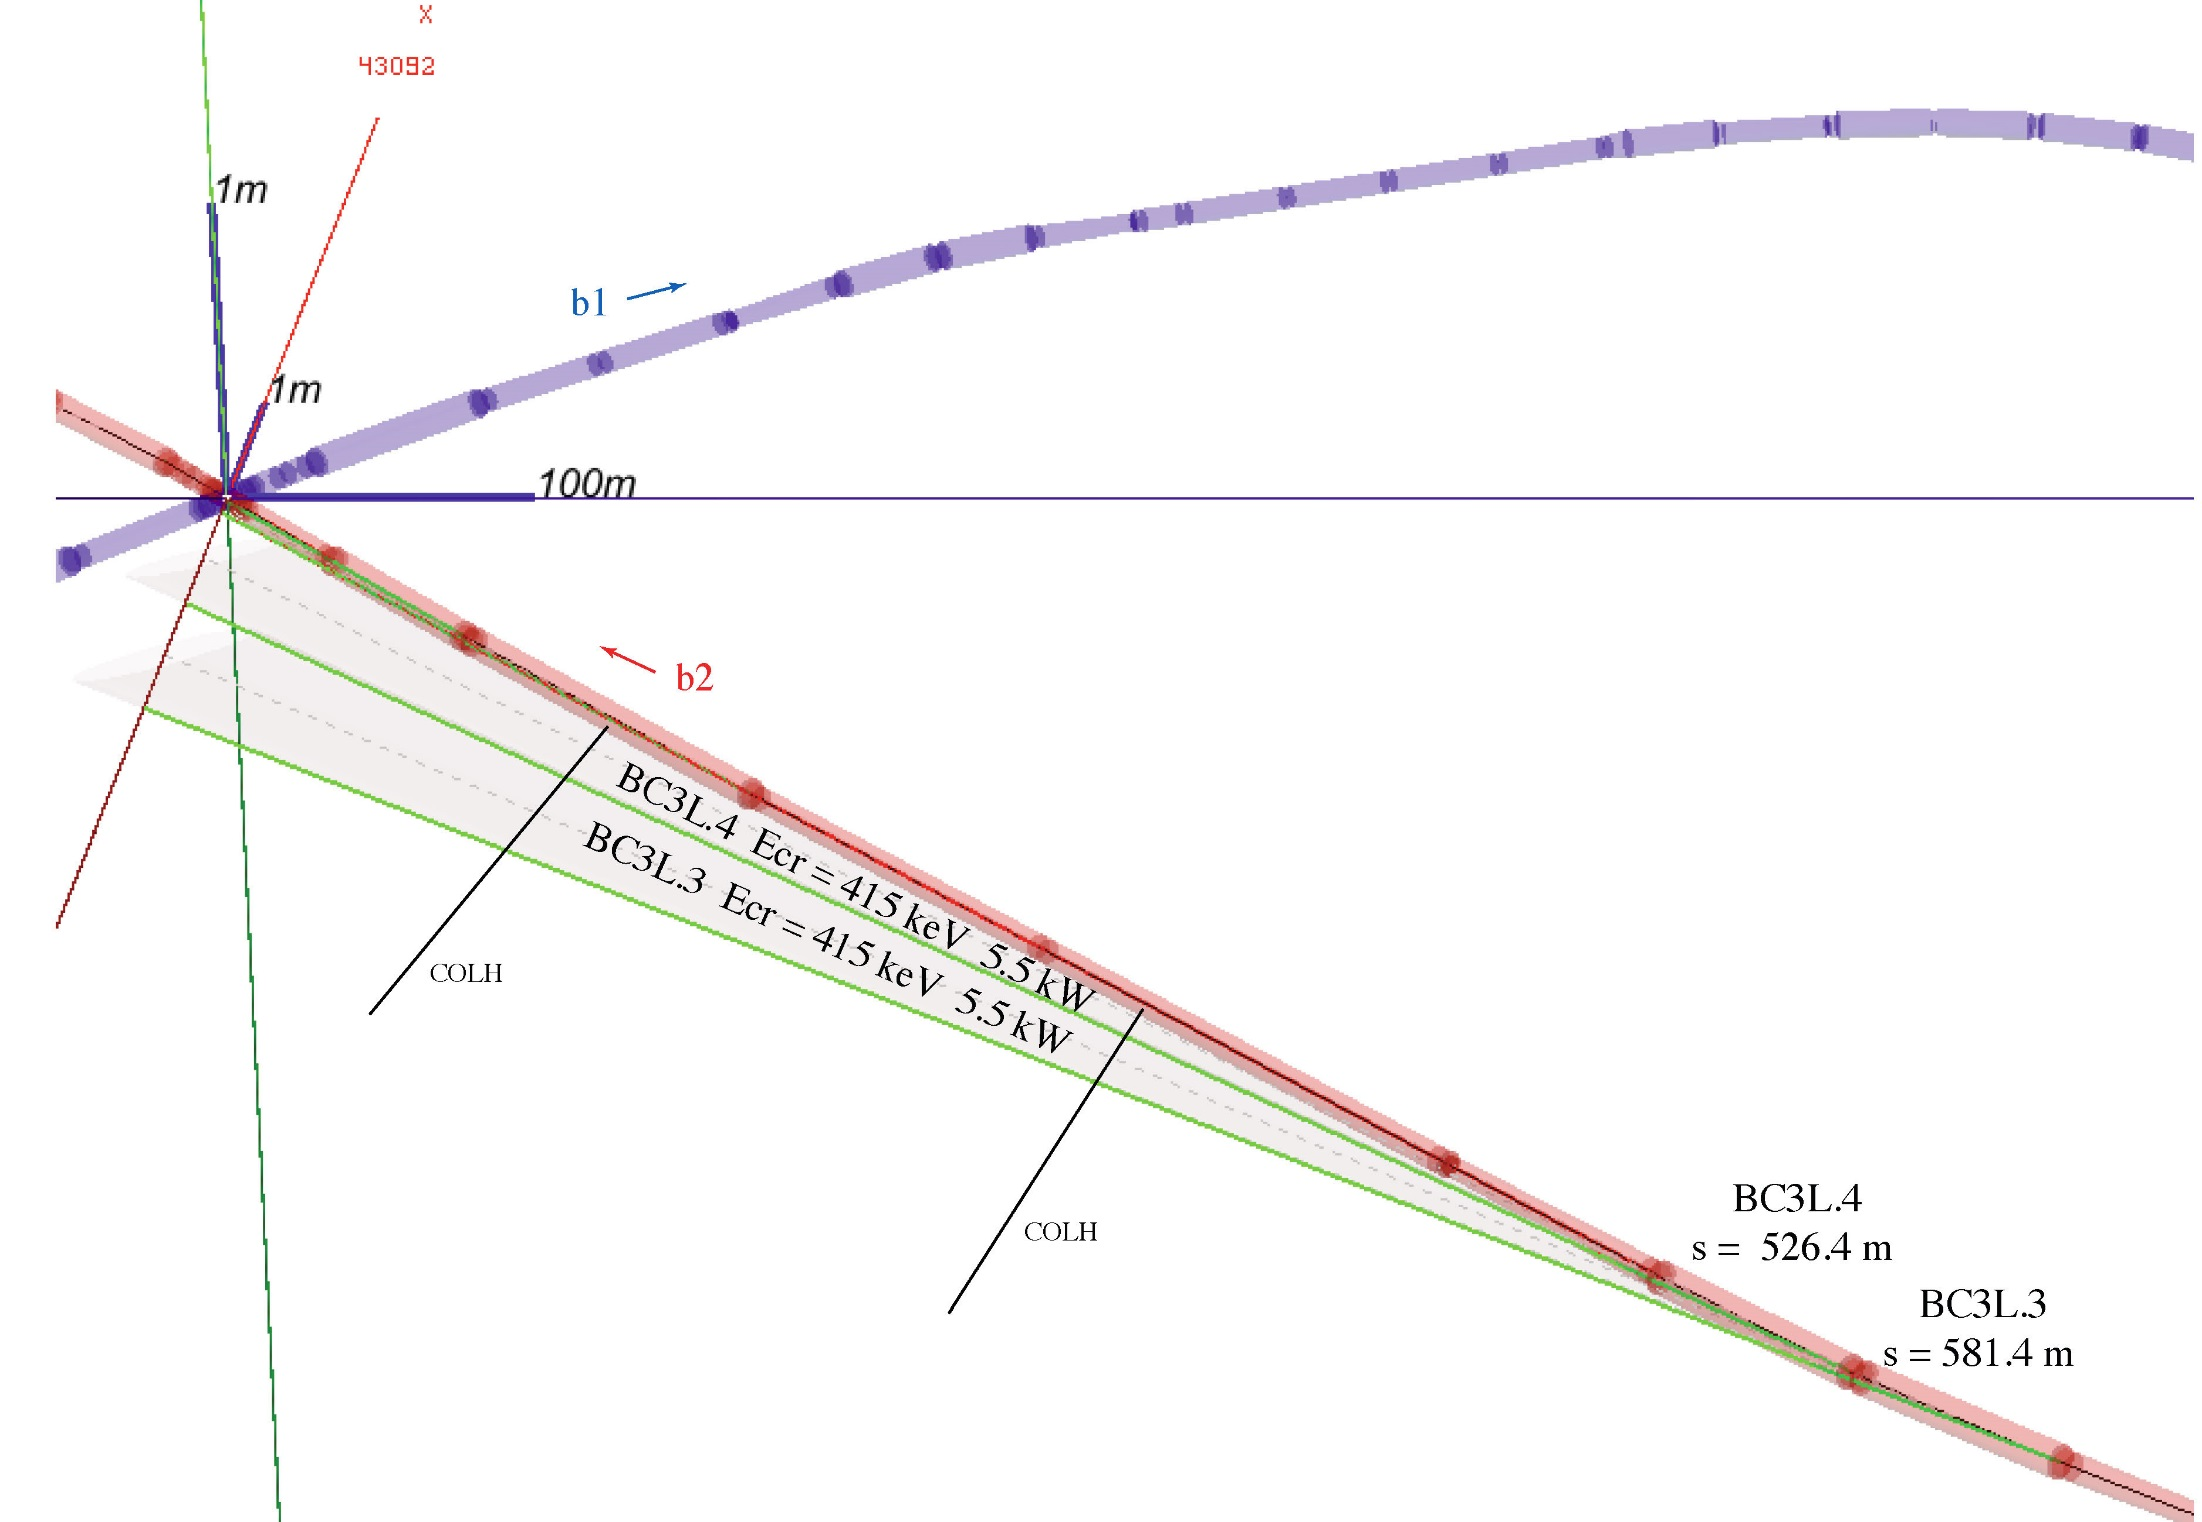 x
43092
1m
1m
b1
100m
b2
BC3L.4 Ecr = 415 keV 5.5 kW
BC3L.3 Ecr = 415 keV 5.5 kW
COLH
COLH
BC3L.4
s = 526.4 m
BC3L.3
s = 581.4 m